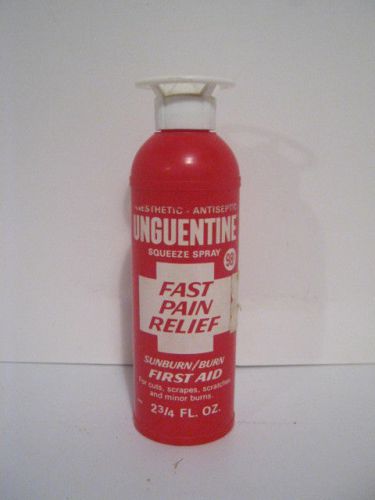 ANESTHETIC - ANTISEPTIC
UNGUENTINE
SQUEEZE SPRAY
98
FAST
PAIN
RELIEF
SUNBURN/BURN
FIRST AID
For cuts, scrapes, scratches
and minor burns.
2 3/4 FL. OZ.